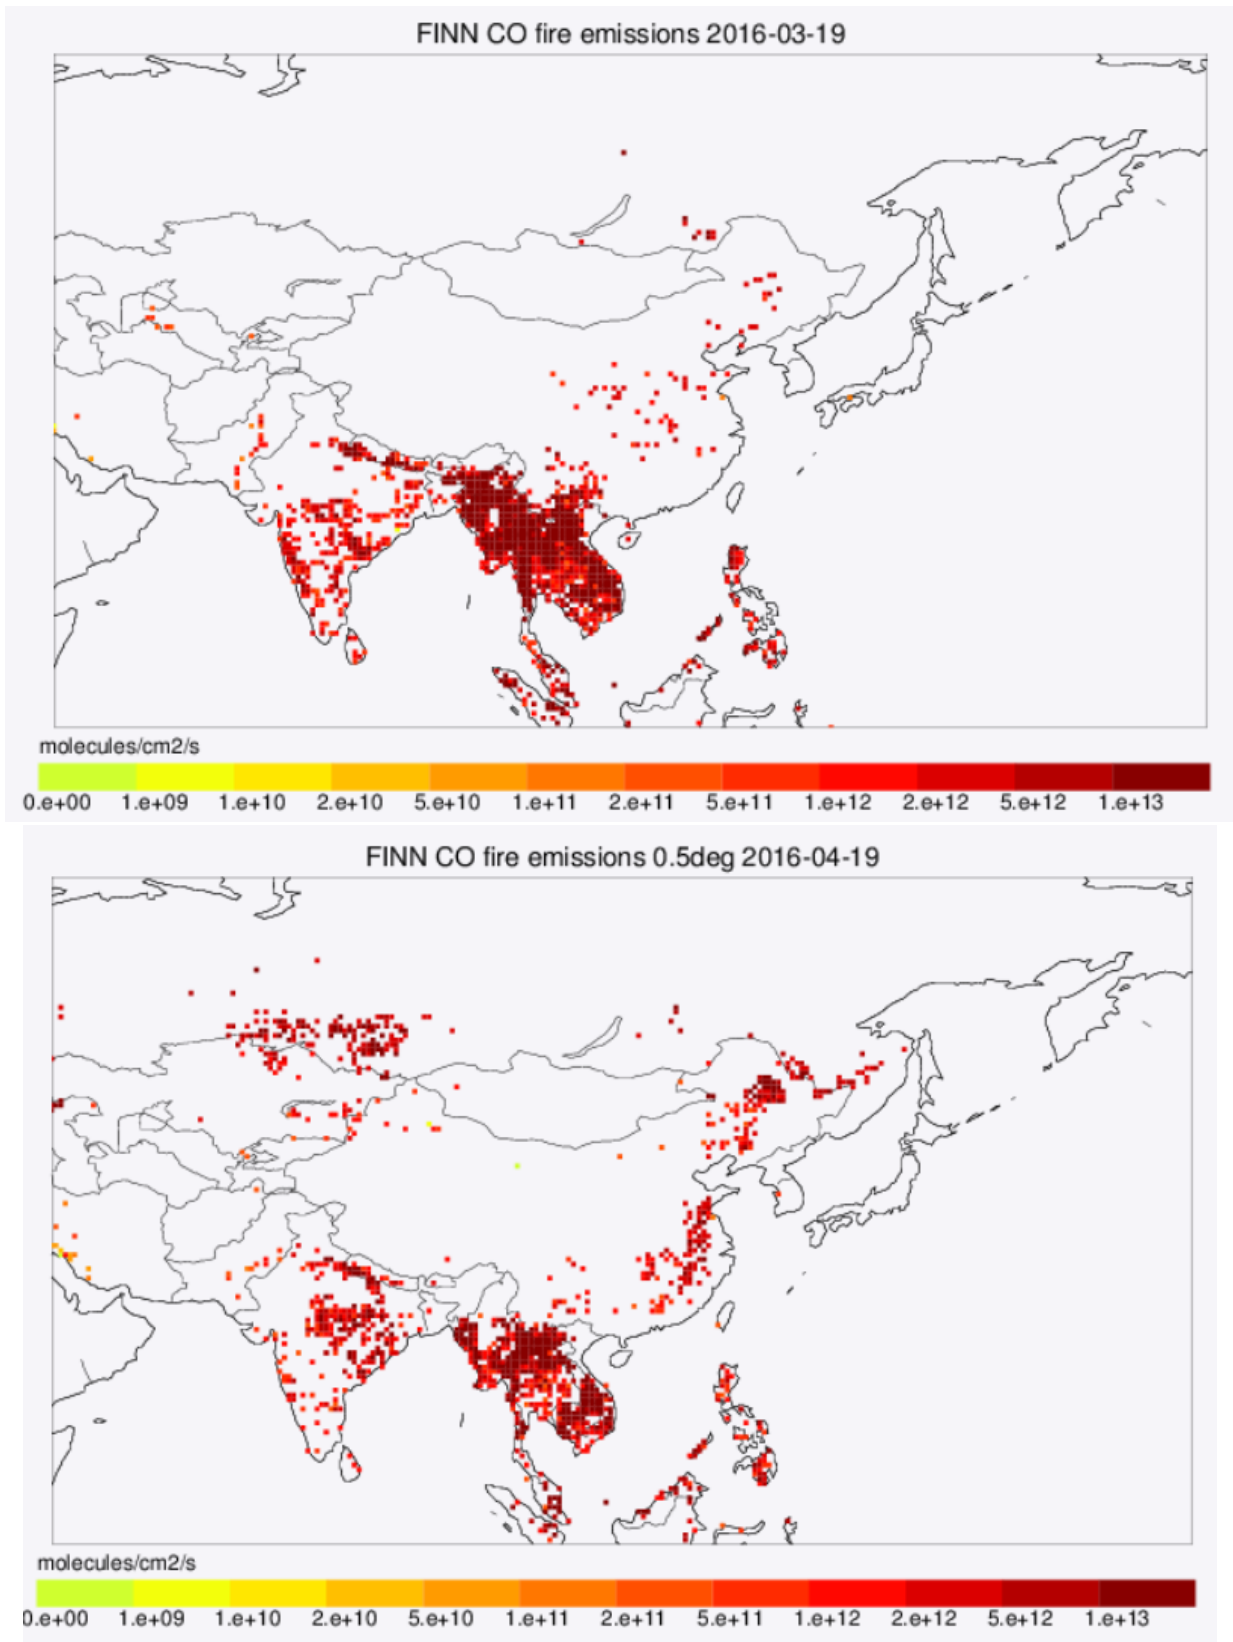 FINN CO fire emissions 2016-03-19
molecules/cm2/s
0.e+00 1.e+09 1.e+10 2.e+10 5.e+10 1.e+11 2.e+11 5.e+11 1.e+12 2.e+12 5.e+12 1.e+13
FINN CO fire emissions 0.5deg 2016-04-19
molecules/cm2/s
0.e+00 1.e+09 1.e+10 2.e+10 5.e+10 1.e+11 2.e+11 5.e+11 1.e+12 2.e+12 5.e+12 1.e+13